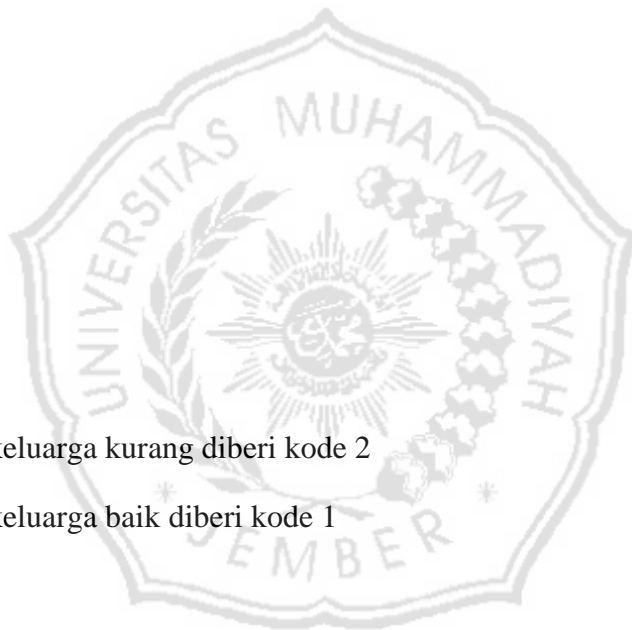 UNIVERSITAS MUHAMMADIYAH
keluarga kurang diberi kode 2
keluarga baik diberi kode 1
JEMBER